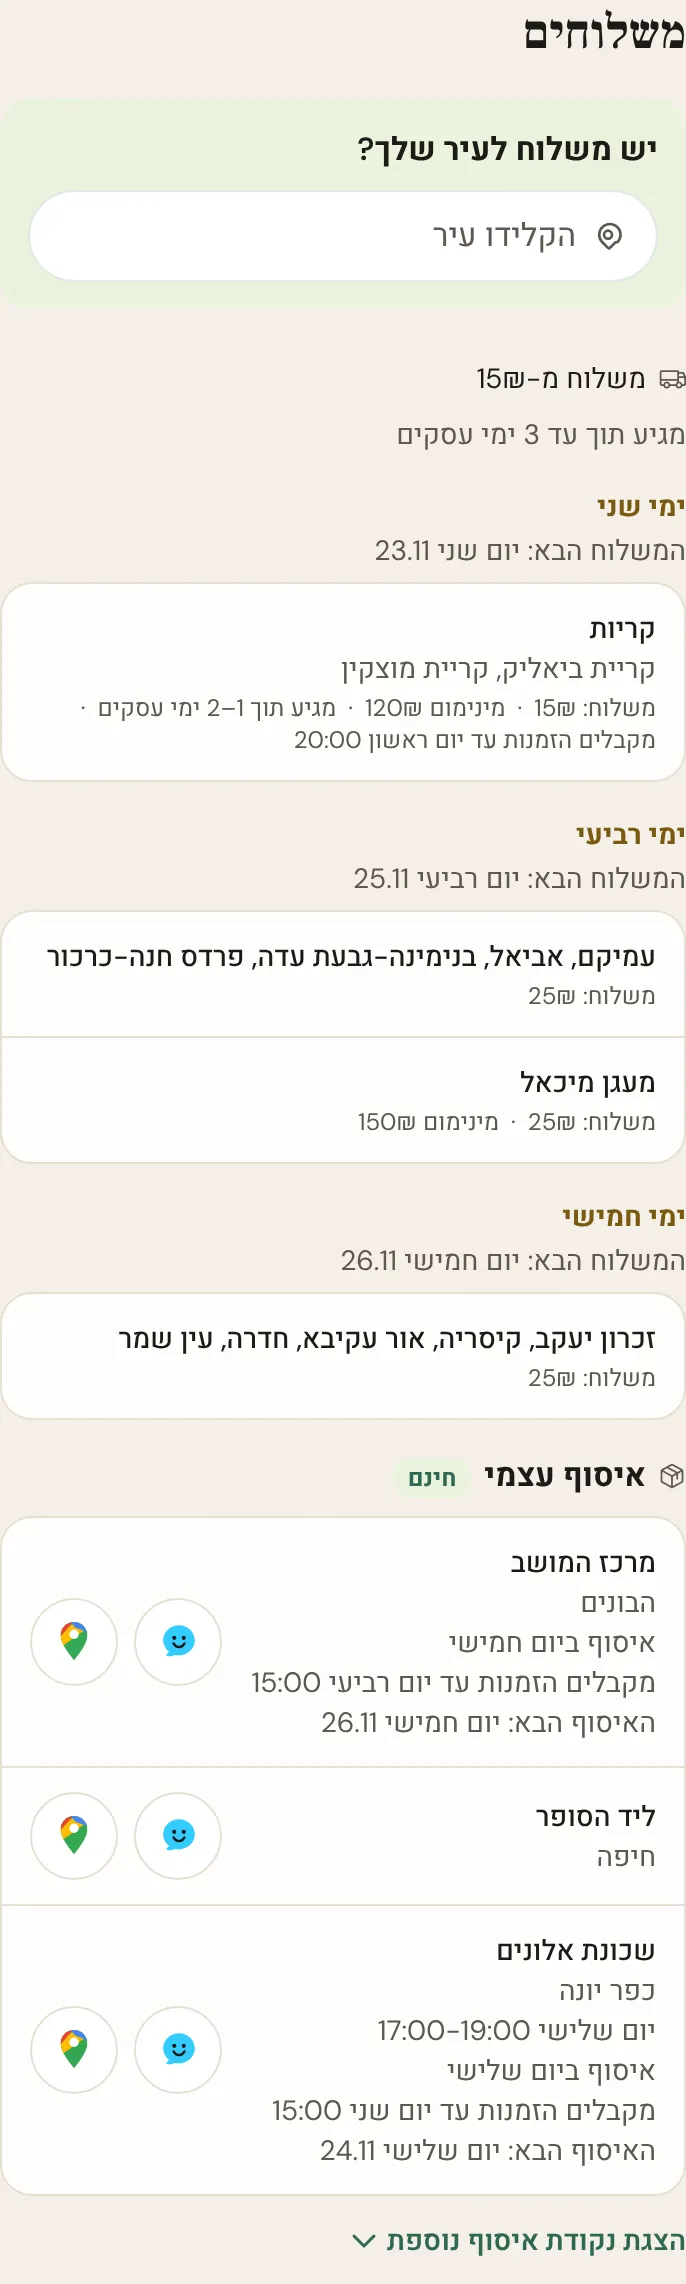 משלוחים
יש משלוח לעיר שלך?
הקלידו עיר
משלוח מ-₪15
מגיע תוך עד 3 ימי עסקים
ימי שני
המשלוח הבא: יום שני 23.11
קריות
קריית ביאליק, קריית מוצקין
משלוח: ₪15 · מינימום ₪120 · מגיע תוך 1–2 ימי עסקים ·
מקבלים הזמנות עד יום ראשון 20:00
ימי רביעי
המשלוח הבא: יום רביעי 25.11
עמיקם, אביאל, בנימינה-גבעת עדה, פרדס חנה-כרכור
משלוח: ₪25
מעגן מיכאל
משלוח: ₪25 · מינימום ₪150
ימי חמישי
המשלוח הבא: יום חמישי 26.11
זכרון יעקב, קיסריה, אור עקיבא, חדרה, עין שמר
משלוח: ₪25
איסוף עצמי חינם
מרכז המושב
הבונים
איסוף ביום חמישי
מקבלים הזמנות עד יום רביעי 15:00
האיסוף הבא: יום חמישי 26.11
ליד הסופר
חיפה
שכונת אלונים
כפר יונה
יום שלישי 17:00-19:00
איסוף ביום שלישי
מקבלים הזמנות עד יום שני 15:00
האיסוף הבא: יום שלישי 24.11
הצגת נקודת איסוף נוספת